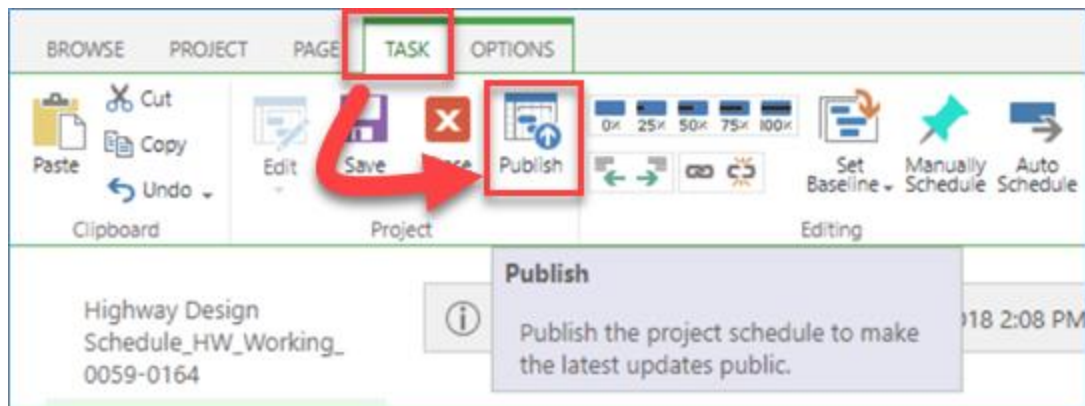 BROWSE PROJECT PAGE TASK OPTIONS
Cut
Copy
Undo
Paste
Clipboard
Edit
Save
Publish
Project
0% 25% 50% 75% 100%
Set
Baseline
Manually
Schedule
Auto
Schedule
Editing
Publish
Publish the project schedule to make
the latest updates public.
Highway Design
Schedule_HW_Working_
0059-0164
2:08 PM